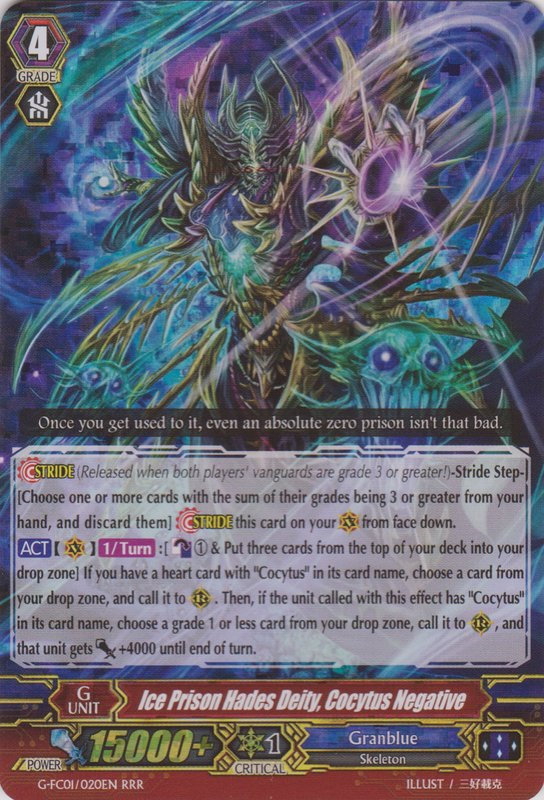 4
GRADE
Once you get used to it, even an absolute zero prison isn't that bad.
STRIDE (Released when both players' vanguards are grade 3 or greater!)-Stride Step-
[Choose one or more cards with the sum of their grades being 3 or greater from
your hand, and discard them] STRIDE this card on your V from face down.
ACT [ V ] 1/Turn :[ ① & Put three cards from the top of your deck into your
drop zone] If you have a heart card with "Cocytus" in its card name, choose a card from
your drop zone, and call it to R . Then, if the unit called with this effect has "Cocytus"
in its card name, choose a grade 1 or less card from your drop zone, call it to R , and
that unit gets +4000 until end of turn.
G
UNIT
Ice Prison Hades Deity, Cocytus Negative
POWER
15000+
1
CRITICAL
Granblue
Skeleton
G-FC01/020EN RRR
ILLUST / 三好載克